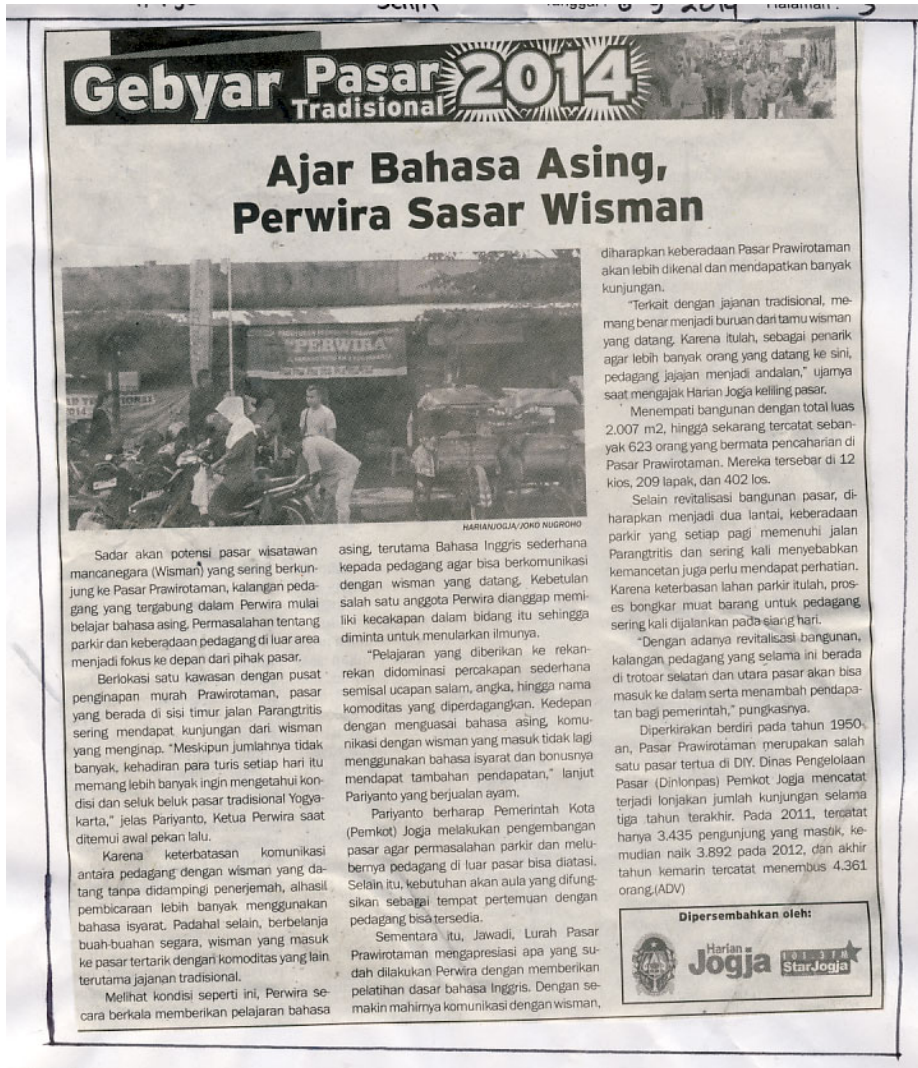 2014
3
Gebyar Pasar
Tradisional
2014
Ajar Bahasa Asing,
Perwira Sasar Wisman
"PERWIRA"
HARIANJOGJA/JOKO NUGROHO
Sadar akan potensi pasar wisatawan
mancanegara (Wisman) yang sering berkun-
jung ke Pasar Prawirotaman, kalangan peda-
gang yang tergabung dalam Perwira mulai
belajar bahasa asing. Permasalahan tentang
parkir dan keberadaan pedagang di luar area
menjadi fokus ke depan dari pihak pasar.
Berlokasi satu kawasan dengan pusat
penginapan murah Prawirotaman, pasar
yang berada di sisi timur jalan Parangtritis
sering mendapat kunjungan dari wisman
yang menginap. "Meskipun jumlahnya tidak
banyak, kehadiran para turis setiap hari itu
memang lebih banyak ingin mengetahui kon-
disi dan seluk beluk pasar tradisional Yogya-
karta," jelas Pariyanto, Ketua Perwira saat
ditemui awal pekan lalu.
Karena keterbatasan komunikasi
antara pedagang dengan wisman yang da-
tang tanpa didampingi penerjemah, alhasil
pembicaraan lebih banyak menggunakan
bahasa isyarat. Padahal selain, berbelanja
buah-buahan segara, wisman yang masuk
ke pasar tertarik dengan komoditas yang lain
terutama jajanan tradisional.
Melihat kondisi seperti ini, Perwira se-
cara berkala memberikan pelajaran bahasa
asing, terutama Bahasa Inggris sederhana
kepada pedagang agar bisa berkomunikasi
dengan wisman yang datang. Kebetulan
salah satu anggota Perwira dianggap memi-
liki kecakapan dalam bidang itu sehingga
diminta untuk menularkan ilmunya.
"Pelajaran yang diberikan ke rekan-
rekan didominasi percakapan sederhana
semisal ucapan salam, angka, hingga nama
komoditas yang diperdagangkan. Kedepan
dengan menguasai bahasa asing, komu-
nikasi dengan wisman yang masuk tidak lagi
menggunakan bahasa isyarat dan bonusnya
mendapat tambahan pendapatan," lanjut
Pariyanto yang berjualan ayam.
Pariyanto berharap Pemerintah Kota
(Pemkot) Jogja melakukan pengembangan
pasar agar permasalahan parkir dan melu-
bernya pedagang di luar pasar bisa diatasi.
Selain itu, kebutuhan akan aula yang difung-
sikan sebagai tempat pertemuan dengan
pedagang bisa tersedia.
Sementara itu, Jawadi, Lurah Pasar
Prawirotaman mengapresiasi apa yang su-
dah dilakukan Perwira dengan memberikan
pelatihan dasar bahasa Inggris. Dengan se-
makin mahirnya komunikasi dengan wisman,
diharapkan keberadaan Pasar Prawirotaman
akan lebih dikenal dan mendapatkan banyak
kunjungan.
"Terkait dengan jajanan tradisional, me-
mang benar menjadi buruan dari tamu wisman
yang datang. Karena itulah, sebagai penarik
agar lebih banyak orang yang datang ke sini,
pedagang jajajan menjadi andalan," ujarnya
saat mengajak Harian Jogja keliling pasar.
Menempati bangunan dengan total luas
2.007 m2, hingga sekarang tercatat seban-
yak 623 orang yang bermata pencaharian di
Pasar Prawirotaman. Mereka tersebar di 12
kios, 209 lapak, dan 402 los.
Selain revitalisasi bangunan pasar, di-
harapkan menjadi dua lantai, keberadaan
parkir yang setiap pagi memenuhi jalan
Parangtritis dan sering kali menyebabkan
kemancetan juga perlu mendapat perhatian.
Karena keterbatasan lahan parkir itulah, pros-
es bongkar muat barang untuk pedagang
sering kali dijalankan pada siang hari.
"Dengan adanya revitalisasi bangunan,
kalangan pedagang yang selama ini berada
di trotoar selatan dan utara pasar akan bisa
masuk ke dalam serta menambah pendapa-
tan bagi pemerintah," pungkasnya.
Diperkirakan berdiri pada tahun 1950-
an, Pasar Prawirotaman merupakan salah
satu pasar tertua di DIY. Dinas Pengelolaan
Pasar (Dinlonpas) Pemkot Jogja mencatat
terjadi lonjakan jumlah kunjungan selama
tiga tahun terakhir. Pada 2011, tercatat
hanya 3.435 pengunjung yang masuk, ke-
mudian naik 3.892 pada 2012, dan akhir
tahun kemarin tercatat menembus 4.361
orang.(ADV)
Dipersembahkan oleh:
Harian
Jogja
101.3 FM
StarJogja